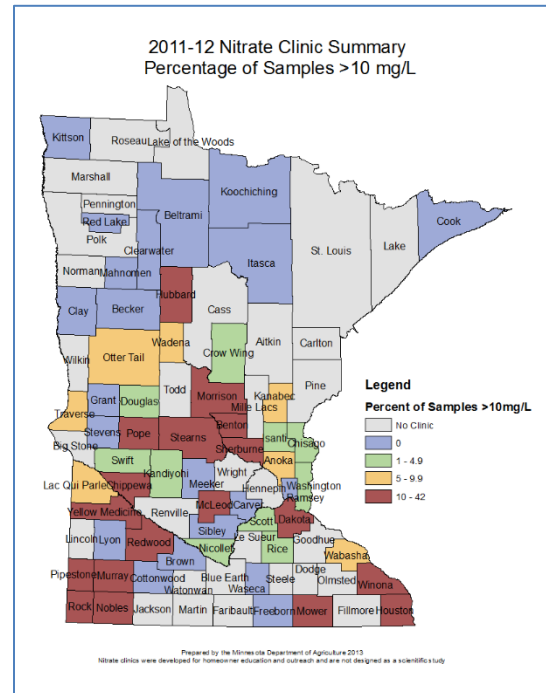 2011-12 Nitrate Clinic Summary
Percentage of Samples >10 mg/L
Kittson
Roseau
Lake of the Woods
Marshall
Koochiching
Pennington
Beltrami
Red Lake
Cook
Polk
Clearwater
St. Louis
Lake
Itasca
Norman
Mahnomen
Hubbard
Cass
Clay
Becker
Aitkin
Carlton
Wadena
Crow Wing
Otter Tail
Wilkin
Pine
Todd
Grant
Douglas
Morrison
Kanabec
Mille Lacs
Traverse
Benton
Stevens
Pope
Stearns
santi
Chisago
Big Stone
Sherburne
Anoka
Swift
Kandiyohi
Wright
Lac Qui Parle
Chippewa
Meeker
Hennepin
Washington
Ramsey
Yellow Medicine
Renville
McLeod
Carver
Scott
Dakota
Lincoln
Lyon
Redwood
Sibley
Nicollet
Le Sueur
Rice
Goodhue
Wabasha
Brown
Pipestone
Murray
Cottonwood
Watonwan
Blue Earth
Waseca
Steele
Dodge
Olmsted
Winona
Rock
Nobles
Jackson
Martin
Faribault
Freeborn
Mower
Fillmore
Houston
Legend
Percent of Samples >10mg/L
No Clinic
0
1 - 4.9
5 - 9.9
10 - 42
Prepared by the Minnesota Department of Agriculture 2013
Nitrate clinics were developed for homeowner education and outreach and are not designed as a scientific study